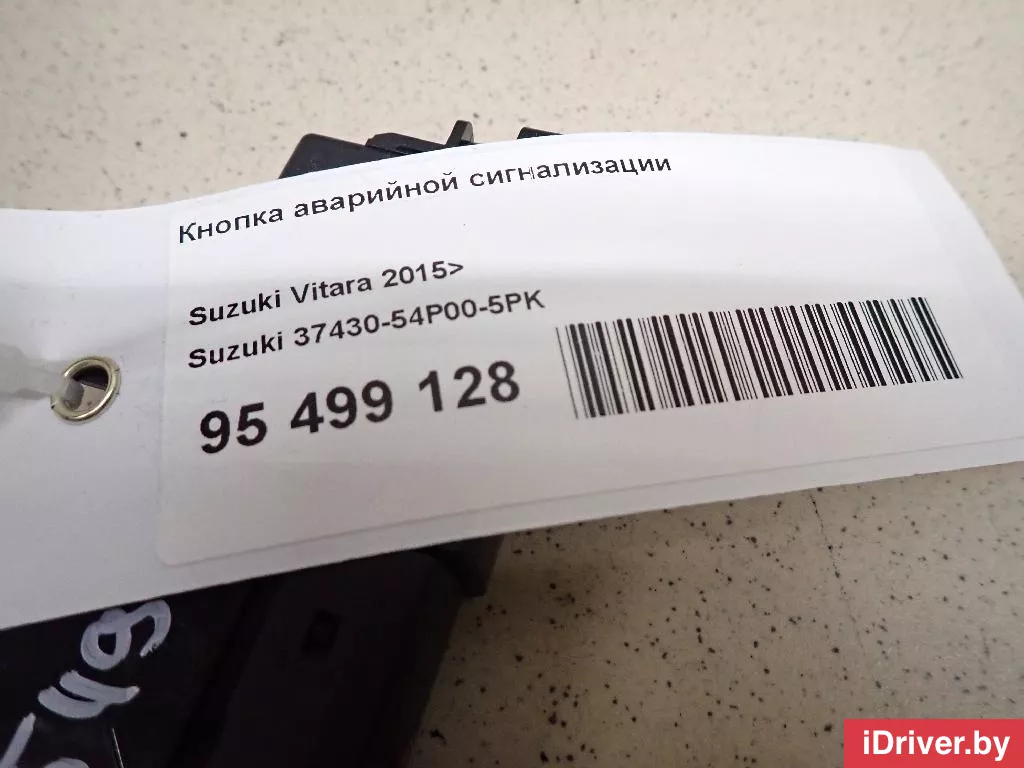 Кнопка аварийной сигнализации
Suzuki Vitara 2015>
Suzuki 37430-54P00-5PK
95 499 128
iDriver.by